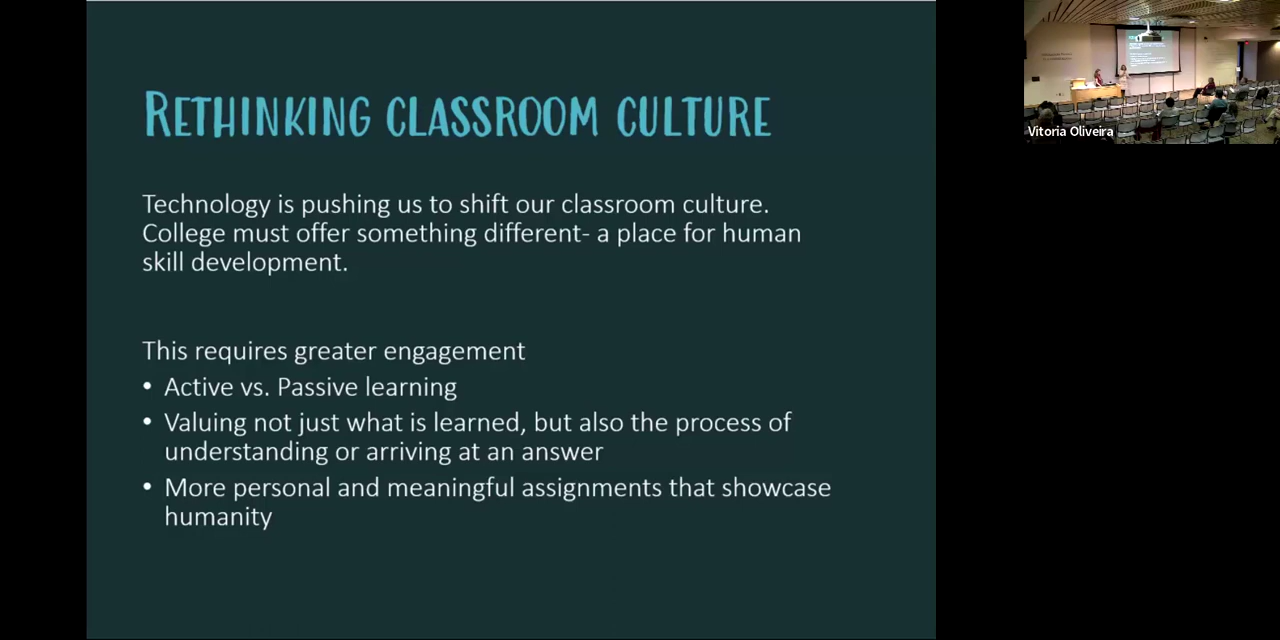 Rethinking classroom culture
Technology is pushing us to shift our classroom culture.
College must offer something different- a place for human
skill development.
This requires greater engagement
• Active vs. Passive learning
• Valuing not just what is learned, but also the process of
understanding or arriving at an answer
• More personal and meaningful assignments that showcase
humanity
Vitoria Oliveira